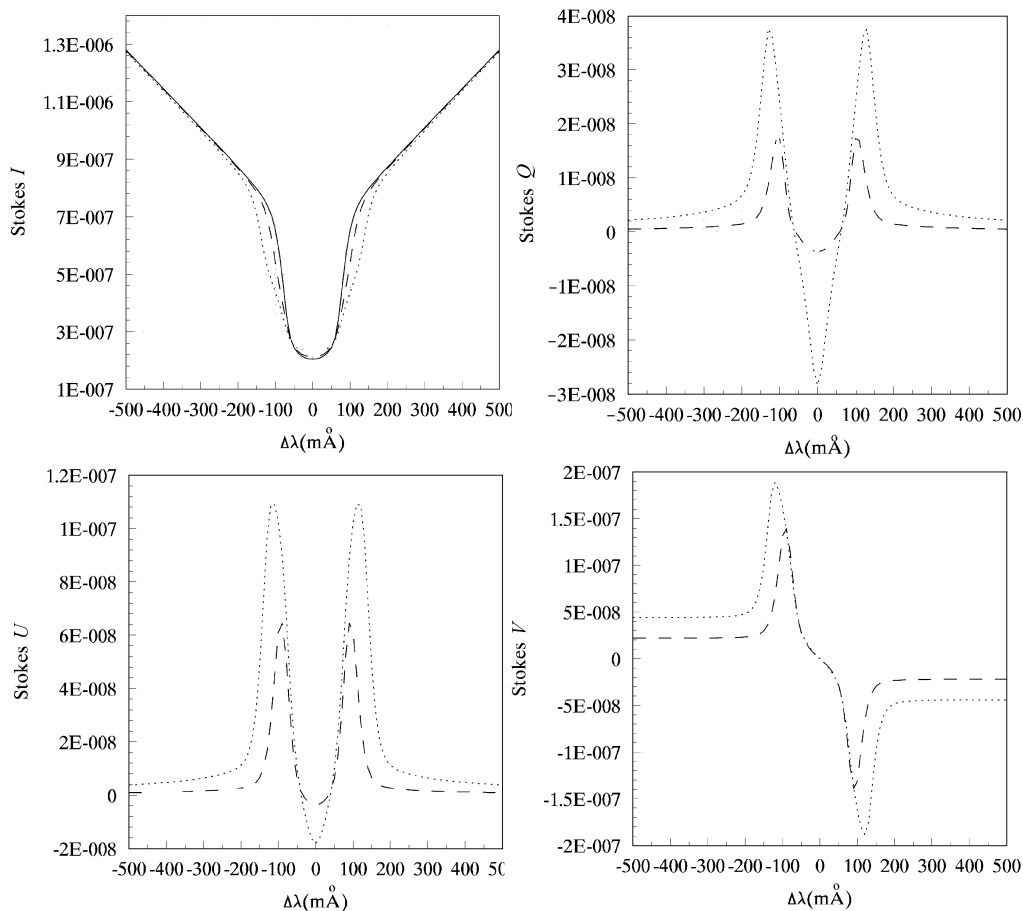 Stokes I
1.3E-006
1.1E-006
9E-007
7E-007
5E-007
3E-007
1E-007
-500 -400 -300 -200 -100 0 100 200 300 400 500
Δλ(mÅ)
Stokes Q
4E-008
3E-008
2E-008
1E-008
0
-1E-008
-2E-008
-3E-008
-500 -400 -300 -200 -100 0 100 200 300 400 500
Δλ(mÅ)
Stokes U
1.2E-007
1E-007
8E-008
6E-008
4E-008
2E-008
0
-2E-008
-500 -400 -300 -200 -100 0 100 200 300 400 500
Δλ(mÅ)
Stokes V
2E-007
1.5E-007
1E-007
5E-008
0
-5E-008
-1E-007
-1.5E-007
-2E-007
-500 -400 -300 -200 -100 0 100 200 300 400 500
Δλ(mÅ)